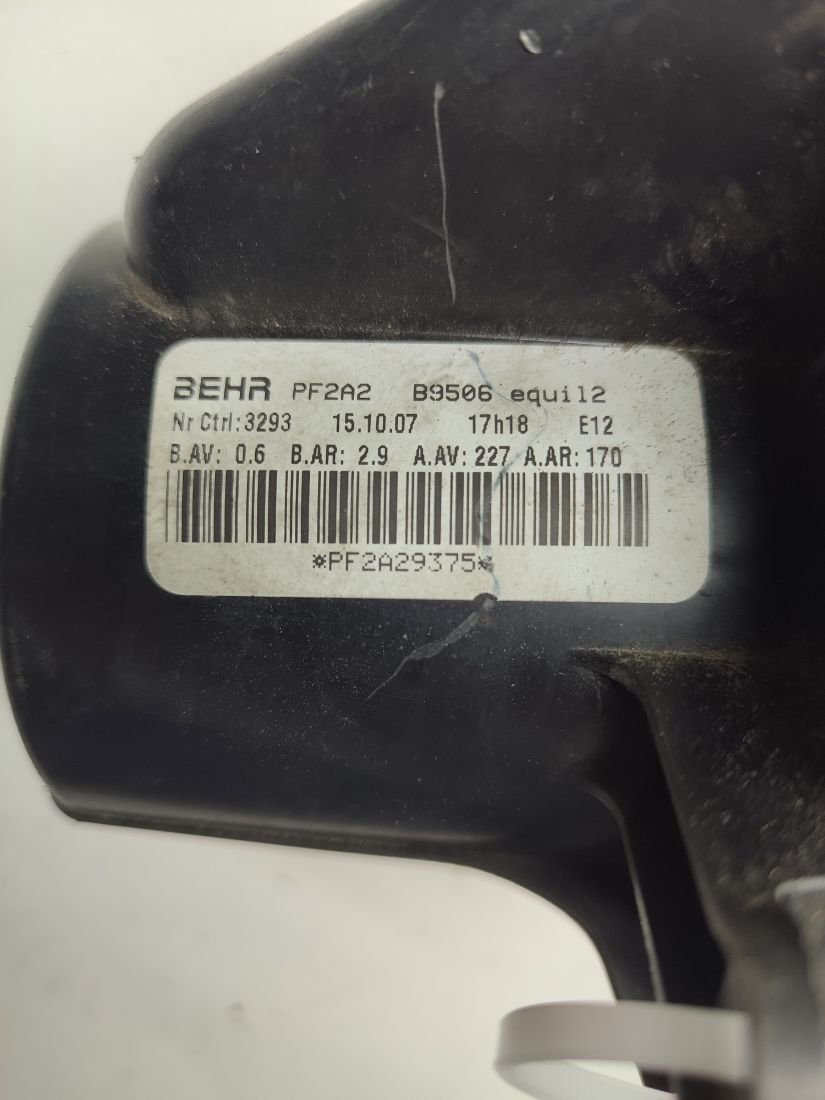 BEHR PF2A2 B9506 equil2
Nr Ctrl:3293 15.10.07 17h18 E12
B.AV: 0.6 B.AR: 2.9 A.AV: 227 A.AR: 170
*PF2A29375*